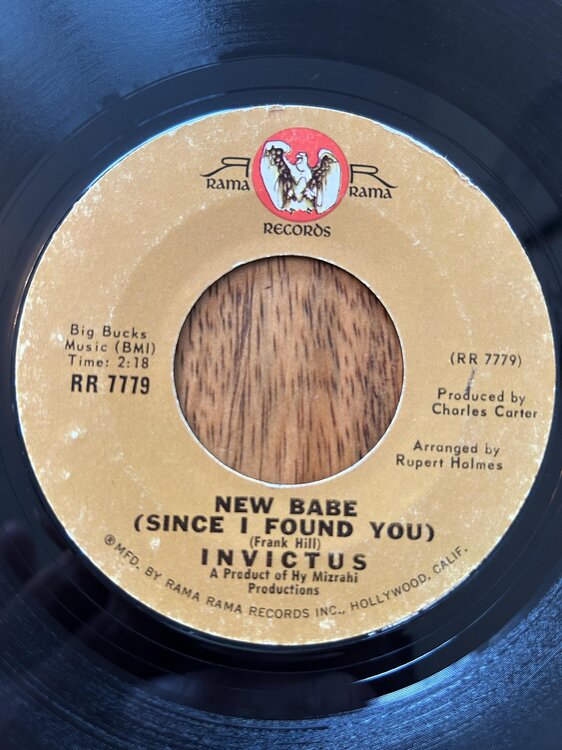 RAMA RAMA
RECORDS
Big Bucks
Music (BMI)
Time: 2:18
RR 7779
(RR 7779)
Produced by
Charles Carter
Arranged by
Rupert Holmes
NEW BABE
(SINCE I FOUND YOU)
(Frank Hill)
INVICTUS
A Product of Hy Mizrahi
Productions
®MFD. BY RAMA RAMA RECORDS INC., HOLLYWOOD, CALIF.